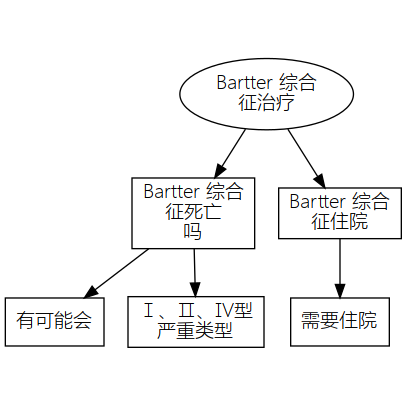 Bartter 综合
征治疗
Bartter 综合
征死亡
吗
Bartter 综合
征住院
有可能会
Ⅰ、Ⅱ、Ⅳ型
严重类型
需要住院